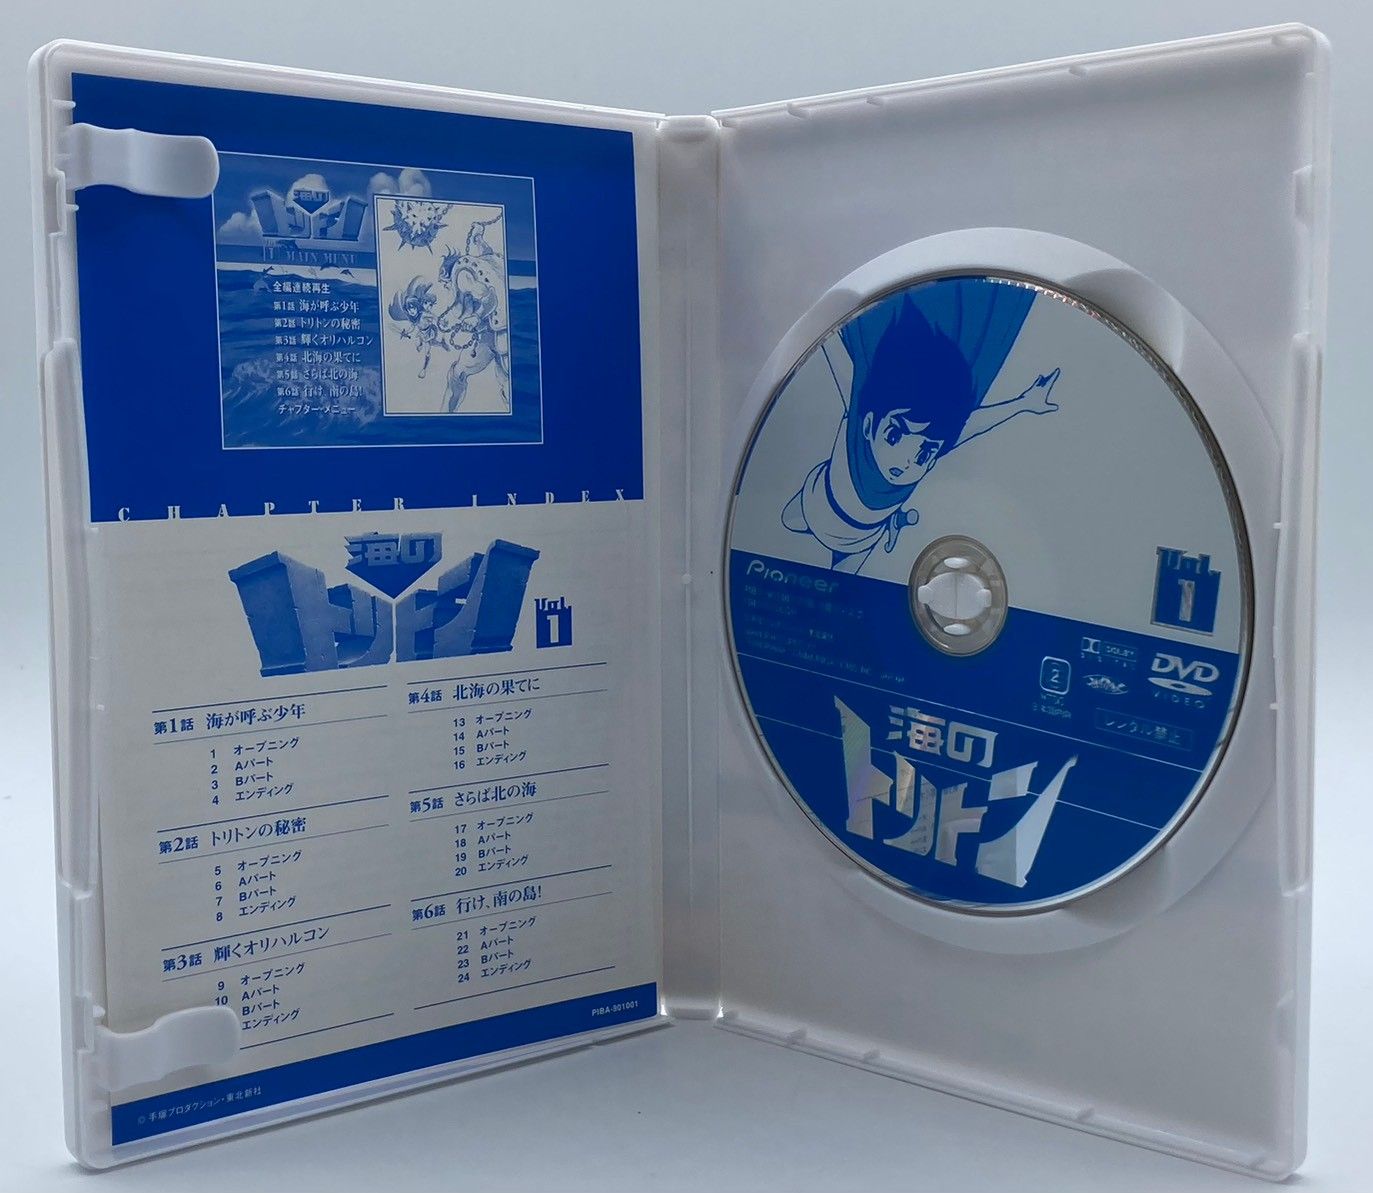 海の
トリトン
1 MAIN MENU
全編連続再生
第1話 海が呼ぶ少年
第2話 トリトンの秘密
第3話 輝くオリハルコン
第4話 北海の果てに
第5話 さらば北の海
第6話 行け、南の島!
チャプター・メニュー
CHAPTER INDEX
海の
トリトン
Vol. 1
第1話 海が呼ぶ少年
1 オープニング
2 Aパート
3 Bパート
4 エンディング
第2話 トリトンの秘密
5 オープニング
6 Aパート
7 Bパート
8 エンディング
第3話 輝くオリハルコン
9 オープニング
10 Aパート
Bパート
エンディング
第4話 北海の果てに
13 オープニング
14 Aパート
15 Bパート
16 エンディング
第5話 さらば北の海
17 オープニング
18 Aパート
19 Bパート
20 エンディング
第6話 行け、南の島!
21 オープニング
22 Aパート
23 Bパート
24 エンディング
PIBA-901001
© 手塚プロダクション・東北新社
Vol.
1
Pioneer
2
DVD
VIDEO
レンタル禁止
海の
トリトン